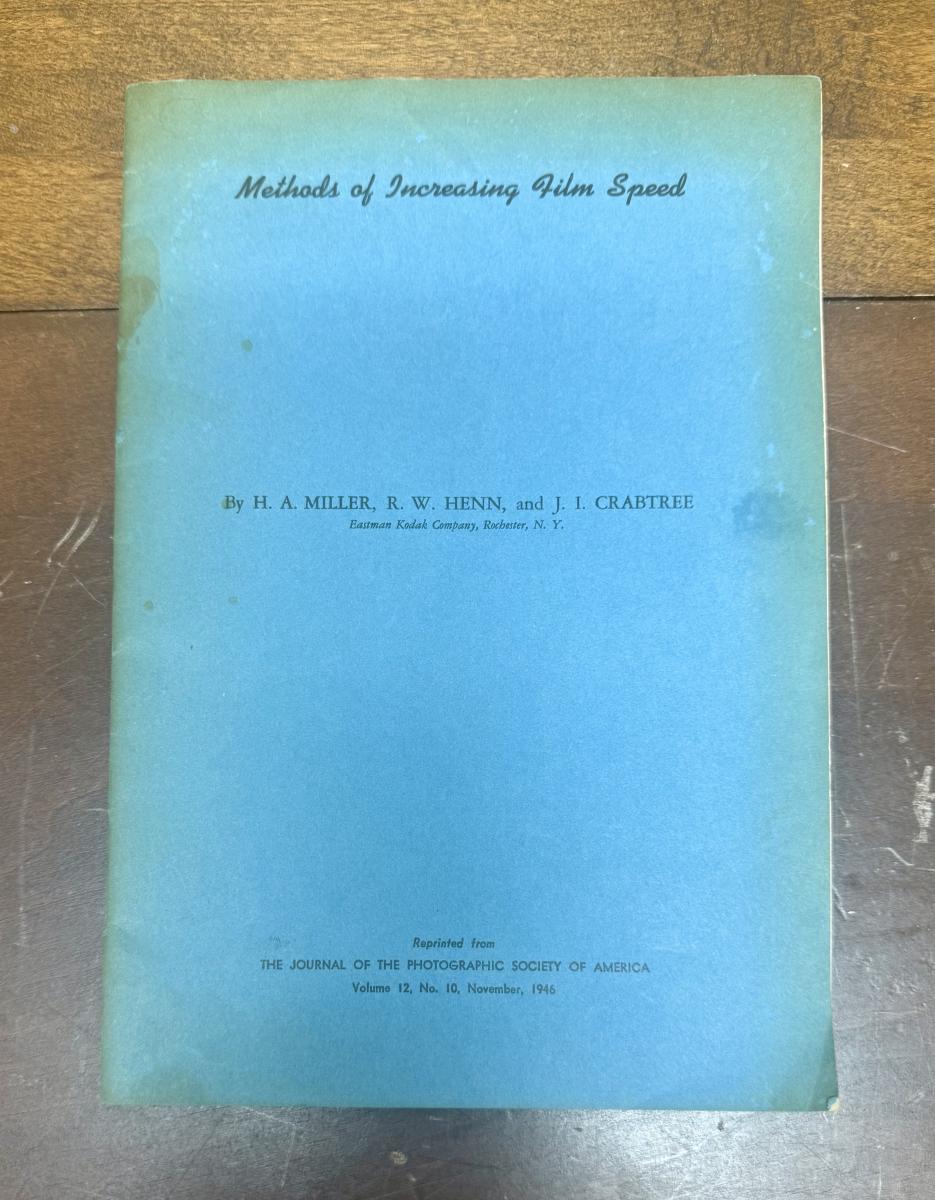 Methods of Increasing Film Speed
By H. A. MILLER, R. W. HENN, and J. I. CRABTREE
Eastman Kodak Company, Rochester, N. Y.
Reprinted from
THE JOURNAL OF THE PHOTOGRAPHIC SOCIETY OF AMERICA
Volume 12, No. 10, November, 1946